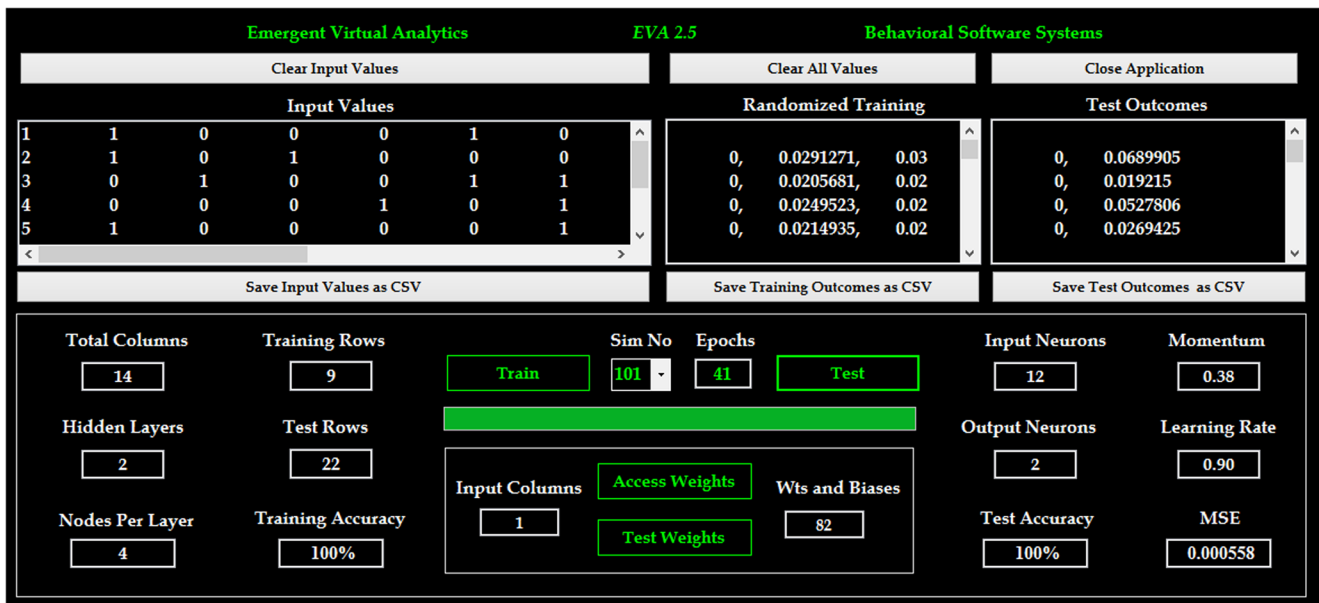 Emergent Virtual Analytics EVA 2.5 Behavioral Software Systems
Clear Input Values Clear All Values Close Application
Input Values Randomized Training Test Outcomes
1 1 0 0 0 1 0
2 1 0 1 0 0 0 0, 0.0291271, 0.03 0, 0.0689905
3 0 1 0 0 1 1 0, 0.0205681, 0.02 0, 0.019215
4 0 0 0 1 0 1 0, 0.0249523, 0.02 0, 0.0527806
5 1 0 0 0 0 1 0, 0.0214935, 0.02 0, 0.0269425
Save Input Values as CSV Save Training Outcomes as CSV Save Test Outcomes as CSV
Total Columns Training Rows Sim No Epochs Input Neurons Momentum
14 9 Train 101 41 Test 12 0.38
Hidden Layers Test Rows Output Neurons Learning Rate
2 22 2 0.90
Input Columns Access Weights Wts and Biases
Nodes Per Layer Training Accuracy 1 82 Test Accuracy MSE
4 100% Test Weights 100% 0.000558